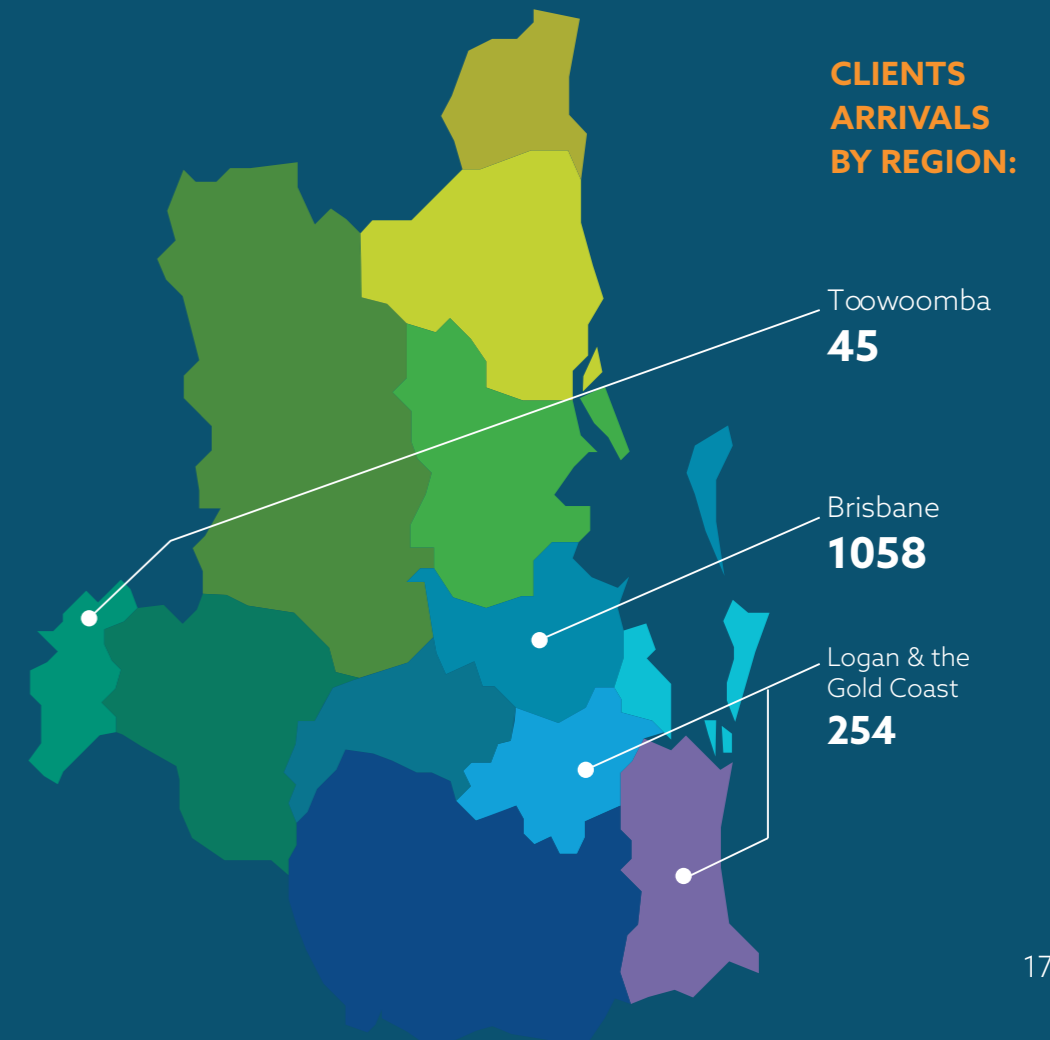 CLIENTS
ARRIVALS
BY REGION:
Toowoomba
45
Brisbane
1058
Logan & the
Gold Coast
254
17